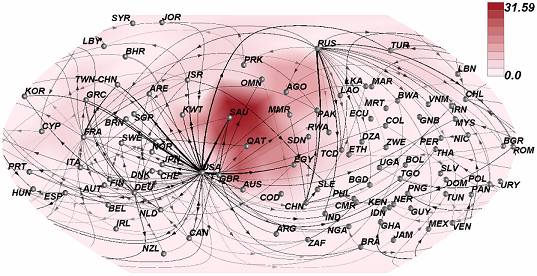 31.59
0.0
SYR JOR
LBY
BHR
RUS
TUR
PRK
LBN
TWN-CHN ISR OMN
KOR GRC ARE AGO LKA MAR
LAO
BWA VNM CHL
KWT SAU MMR PAK MRT
ECU COL GNB IRN
MYS
CYP FRA BRN SGP
RWA
SWE QAT SDN DZA ZWE PER NIC
BGR
NOR TCD ETH ROM
PRT ITA JPN USA EGY UGA BOL THA
DNK CHE GBR BGD TGO SLV
HUN ESP AUT FIN DEU AUS SLE PNG DOM POL URY
COD PHL TUN PAN
BEL NLD CHN CMR KEN NER
IND IDN GUY
IRL CAN ARG NGA GHA MEX VEN
NZL ZAF BRA JAM